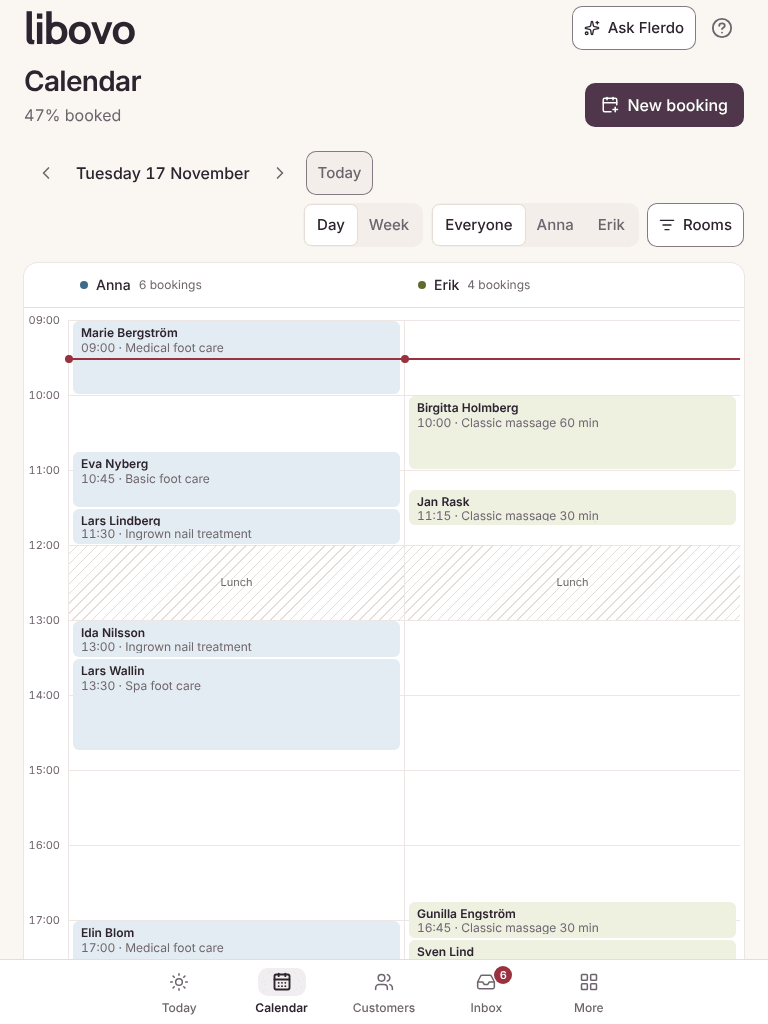 libovo
Ask Flerdo
Calendar
47% booked
New booking
Tuesday 17 November
Today
Day
Week
Everyone
Anna
Erik
Rooms
Anna 6 bookings
Erik 4 bookings
09:00
Marie Bergström
09:00 · Medical foot care
10:00
Birgitta Holmberg
10:00 · Classic massage 60 min
Eva Nyberg
10:45 · Basic foot care
11:00
Jan Rask
11:15 · Classic massage 30 min
Lars Lindberg
11:30 · Ingrown nail treatment
12:00
Lunch
Lunch
13:00
Ida Nilsson
13:00 · Ingrown nail treatment
Lars Wallin
13:30 · Spa foot care
14:00
15:00
16:00
Gunilla Engström
16:45 · Classic massage 30 min
17:00
Elin Blom
17:00 · Medical foot care
Sven Lind
6
Today
Calendar
Customers
Inbox
More